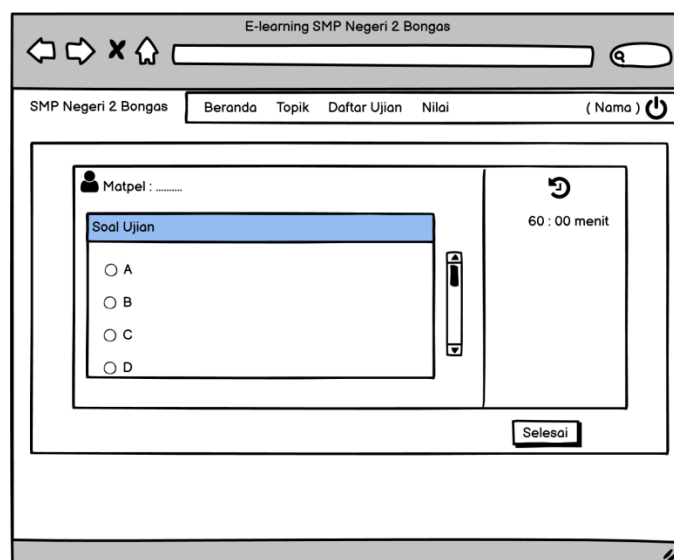 E-learning SMP Negeri 2 Bongas
SMP Negeri 2 Bongas Beranda Topik Daftar Ujian Nilai ( Nama )
Matpel : ..........
60 : 00 menit
Soal Ujian
A
B
C
D
Selesai